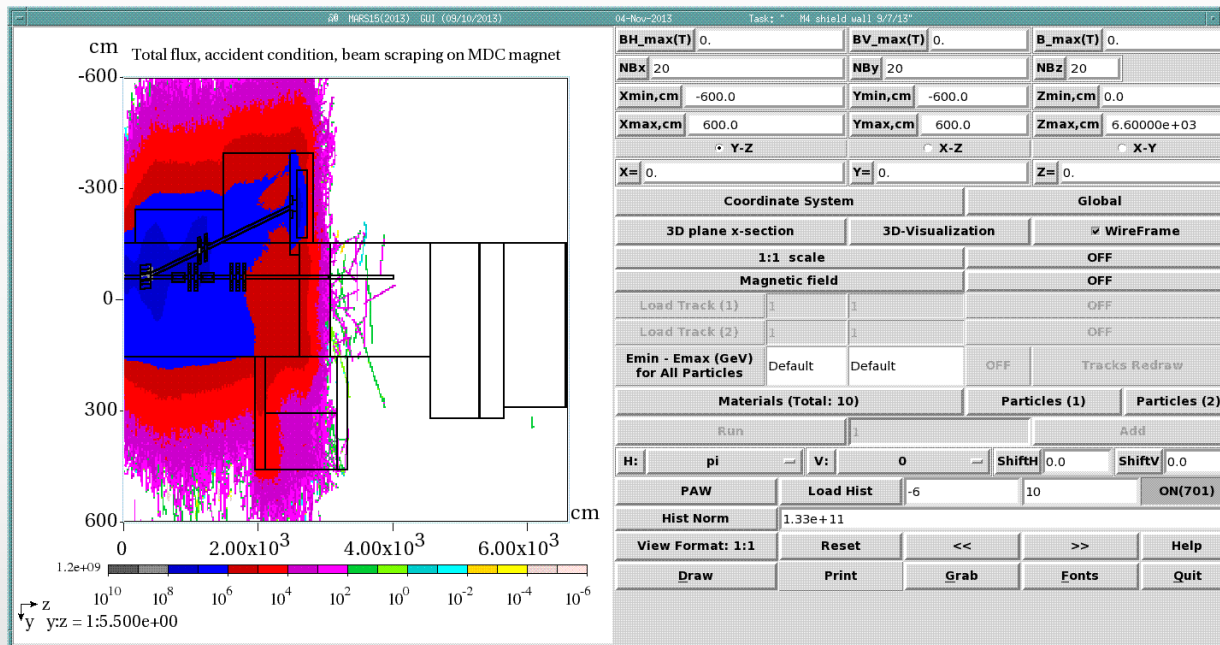 MARS15(2013) GUI (09/10/2013) 04-Nov-2013 Task: " M4 shield wall 9/7/13"
cm
Total flux, accident condition, beam scraping on MDC magnet
-600
-300
0
300
600
cm
0 2.00x10³ 4.00x10³ 6.00x10³
1.2e+09
10¹⁰ 10⁸ 10⁶ 10⁴ 10² 10⁰ 10⁻² 10⁻⁴ 10⁻⁶
z
y y:z = 1:5.500e+00
BH_max(T) 0. BV_max(T) 0. B_max(T) 0.
NBx 20 NBy 20 NBz 20
Xmin,cm -600.0 Ymin,cm -600.0 Zmin,cm 0.0
Xmax,cm 600.0 Ymax,cm 600.0 Zmax,cm 6.60000e+03
Y-Z X-Z X-Y
X= 0. Y= 0. Z= 0.
Coordinate System Global
3D plane x-section 3D-Visualization WireFrame
1:1 scale OFF
Magnetic field OFF
Load Track (1) 1 1 OFF
Load Track (2) 1 1 OFF
Emin - Emax (GeV)
for All Particles Default Default OFF Tracks Redraw
Materials (Total: 10) Particles (1) Particles (2)
Run 1 Add
H: pi V: 0 ShiftH 0.0 ShiftV 0.0
PAW Load Hist -6 10 ON(701)
Hist Norm 1.33e+11
View Format: 1:1 Reset << >> Help
Draw Print Grab Fonts Quit